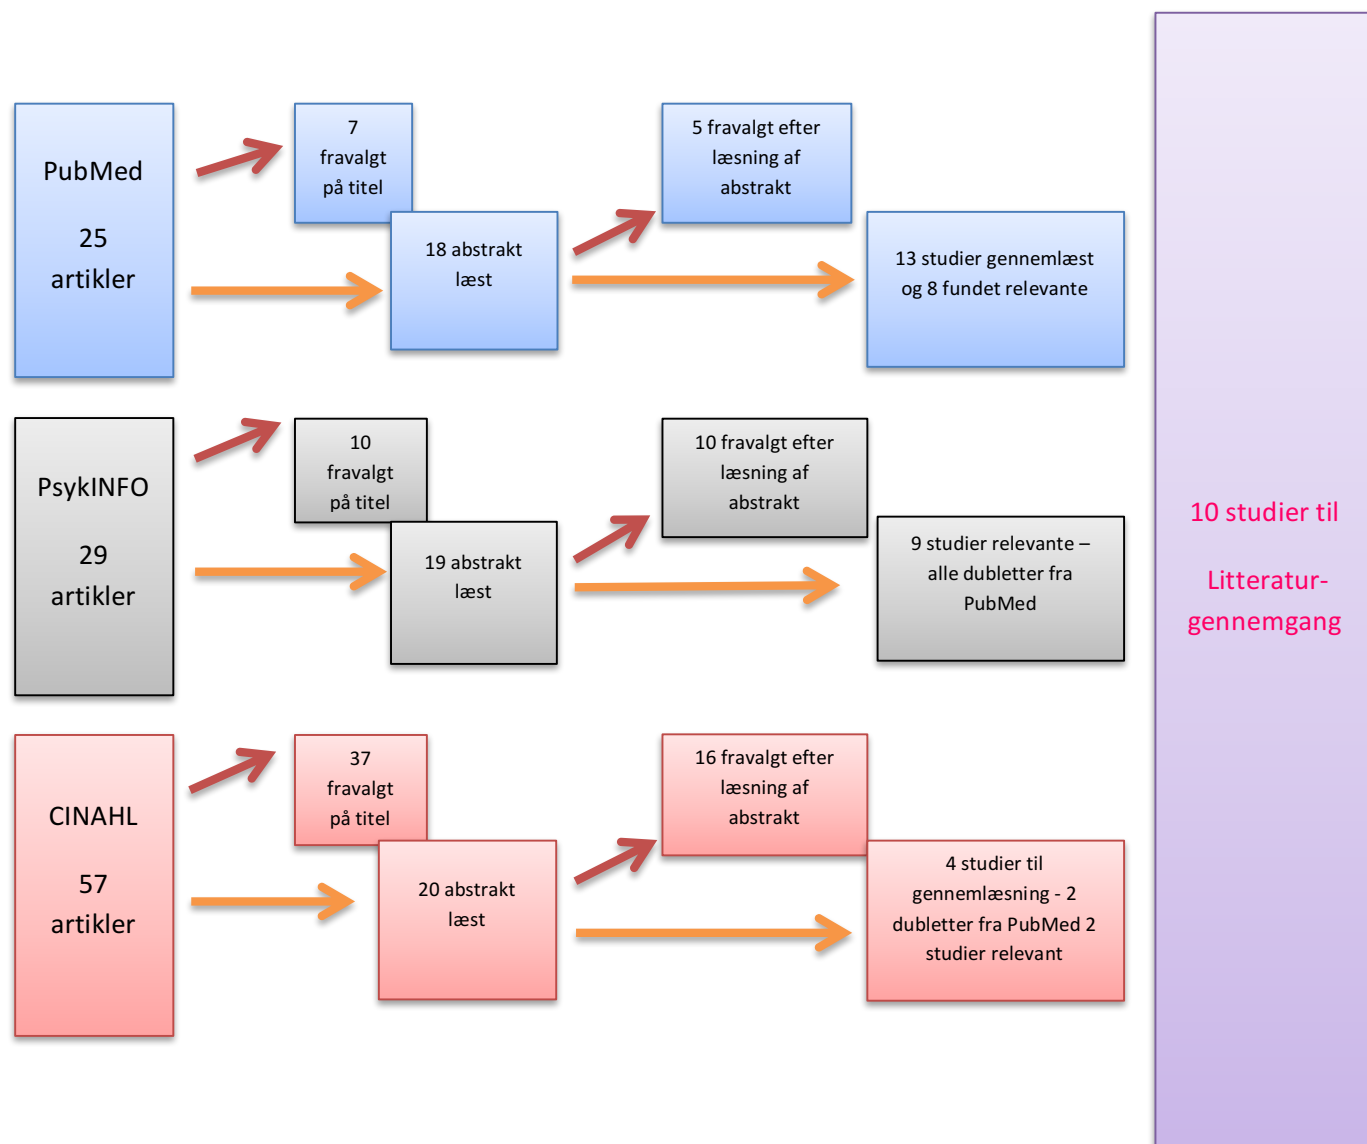 PubMed
25
artikler
7
fravalgt
på titel
18 abstrakt
læst
5 fravalgt efter
læsning af
abstrakt
13 studier gennemlæst
og 8 fundet relevante
PsykINFO
29
artikler
10
fravalgt
på titel
19 abstrakt
læst
10 fravalgt efter
læsning af
abstrakt
9 studier relevante –
alle dubletter fra
PubMed
CINAHL
57
artikler
37
fravalgt
på titel
20 abstrakt
læst
16 fravalgt efter
læsning af
abstrakt
4 studier til
gennemlæsning - 2
dubletter fra PubMed 2
studier relevant
10 studier til
Litteratur-
gennemgang